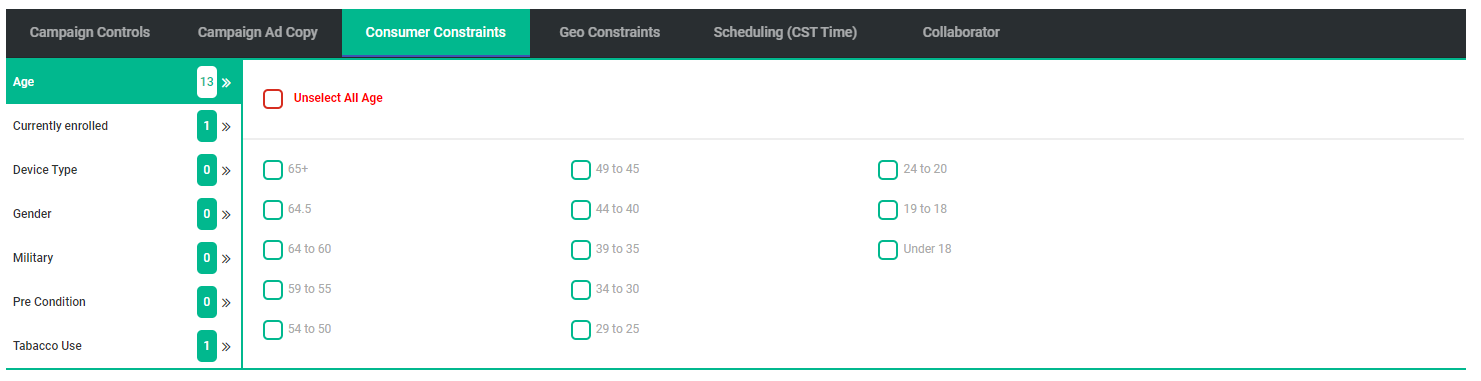 Campaign Controls Campaign Ad Copy Consumer Constraints Geo Constraints Scheduling (CST Time) Collaborator
Age 13
Currently enrolled 1
Device Type 0
Gender 0
Military 0
Pre Condition 0
Tabacco Use 1
Unselect All Age
65+ 49 to 45 24 to 20
64.5 44 to 40 19 to 18
64 to 60 39 to 35 Under 18
59 to 55 34 to 30
54 to 50 29 to 25